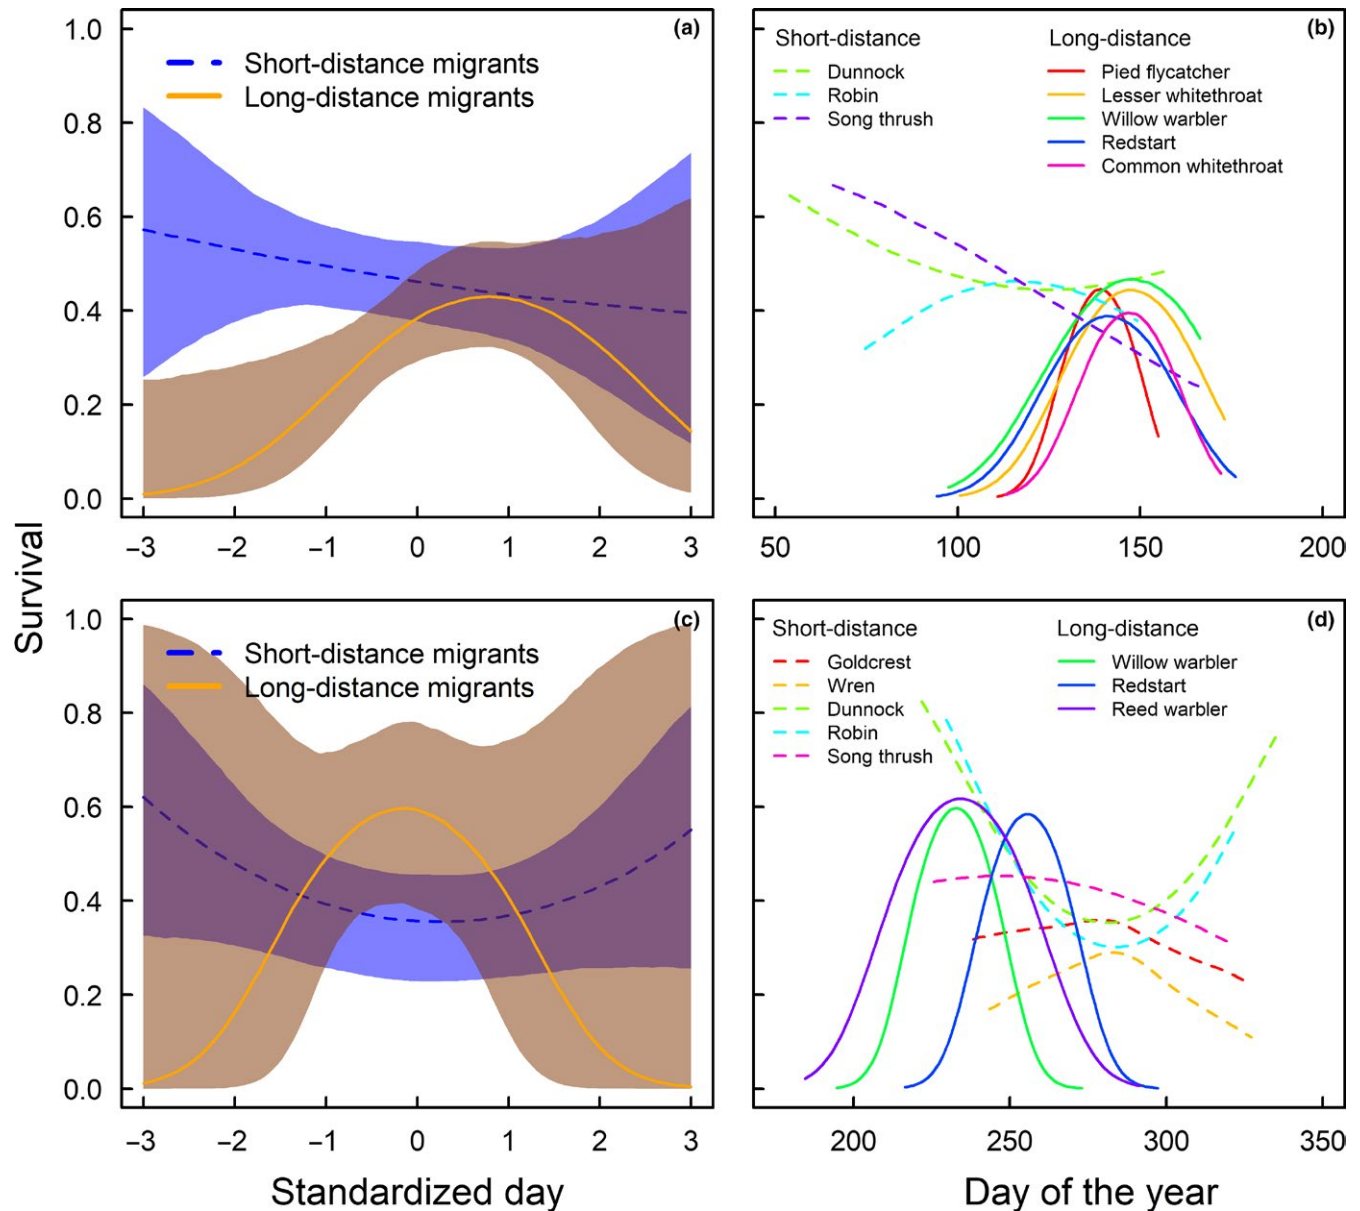 Survival
(a)
Short-distance migrants
Long-distance migrants
1.0
0.8
0.6
0.4
0.2
0.0
−3 −2 −1 0 1 2 3
(b)
Short-distance
Dunnock
Robin
Song thrush
Long-distance
Pied flycatcher
Lesser whitethroat
Willow warbler
Redstart
Common whitethroat
50 100 150 200
(c)
Short-distance migrants
Long-distance migrants
1.0
0.8
0.6
0.4
0.2
0.0
−3 −2 −1 0 1 2 3
Standardized day
(d)
Short-distance
Goldcrest
Wren
Dunnock
Robin
Song thrush
Long-distance
Willow warbler
Redstart
Reed warbler
200 250 300 350
Day of the year